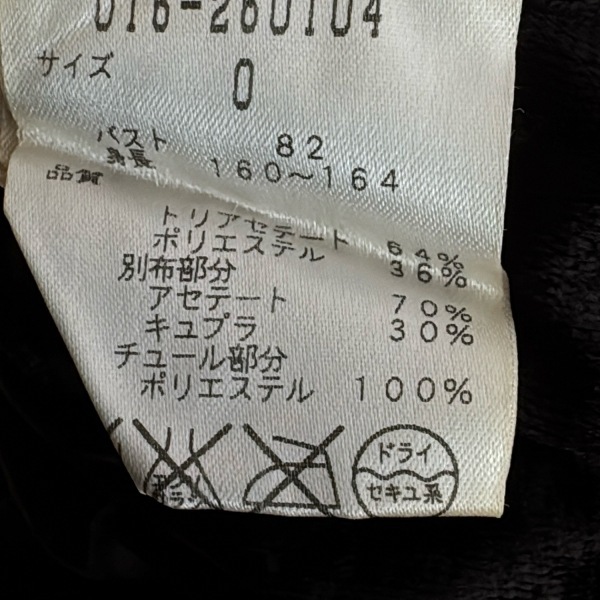 016-260104
サイズ 0
バスト 82
身長 160～164
品質
トリアセテート 64%
ポリエステル 36%
別布部分
アセテート 70%
キュプラ 30%
チュール部分
ポリエステル 100%
ドライ
セキユ系